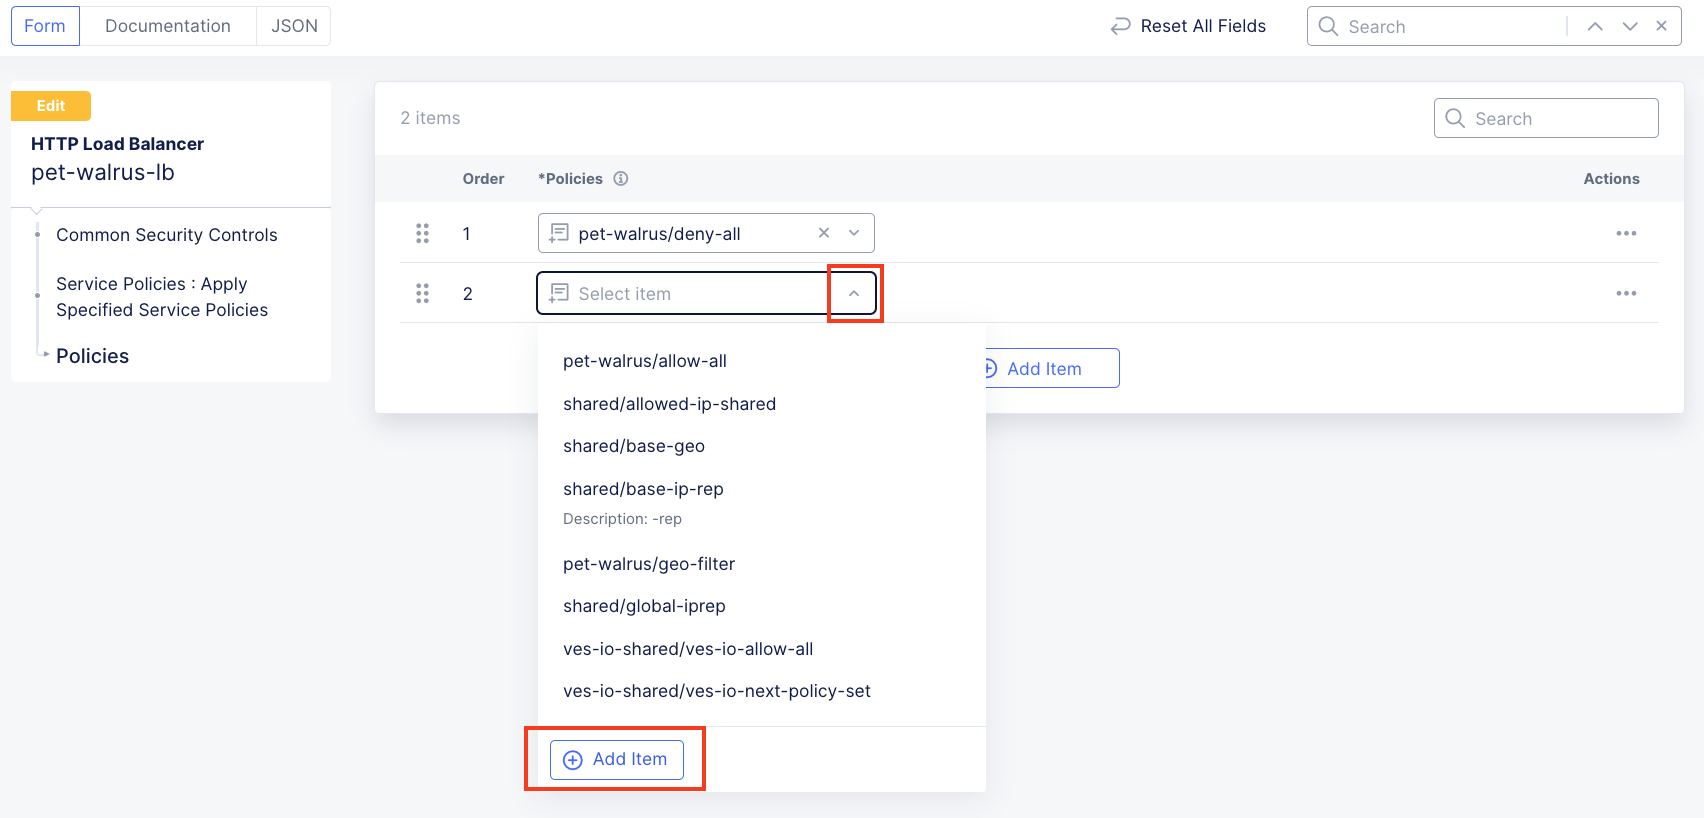 Form
Documentation
JSON
Reset All Fields
Search
Edit
HTTP Load Balancer
pet-walrus-lb
Common Security Controls
Service Policies : Apply
Specified Service Policies
Policies
2 items
Search
Order
*Policies
Actions
1
pet-walrus/deny-all
2
Select item
pet-walrus/allow-all
shared/allowed-ip-shared
shared/base-geo
shared/base-ip-rep
Description: -rep
pet-walrus/geo-filter
shared/global-iprep
ves-io-shared/ves-io-allow-all
ves-io-shared/ves-io-next-policy-set
Add Item
Add Item